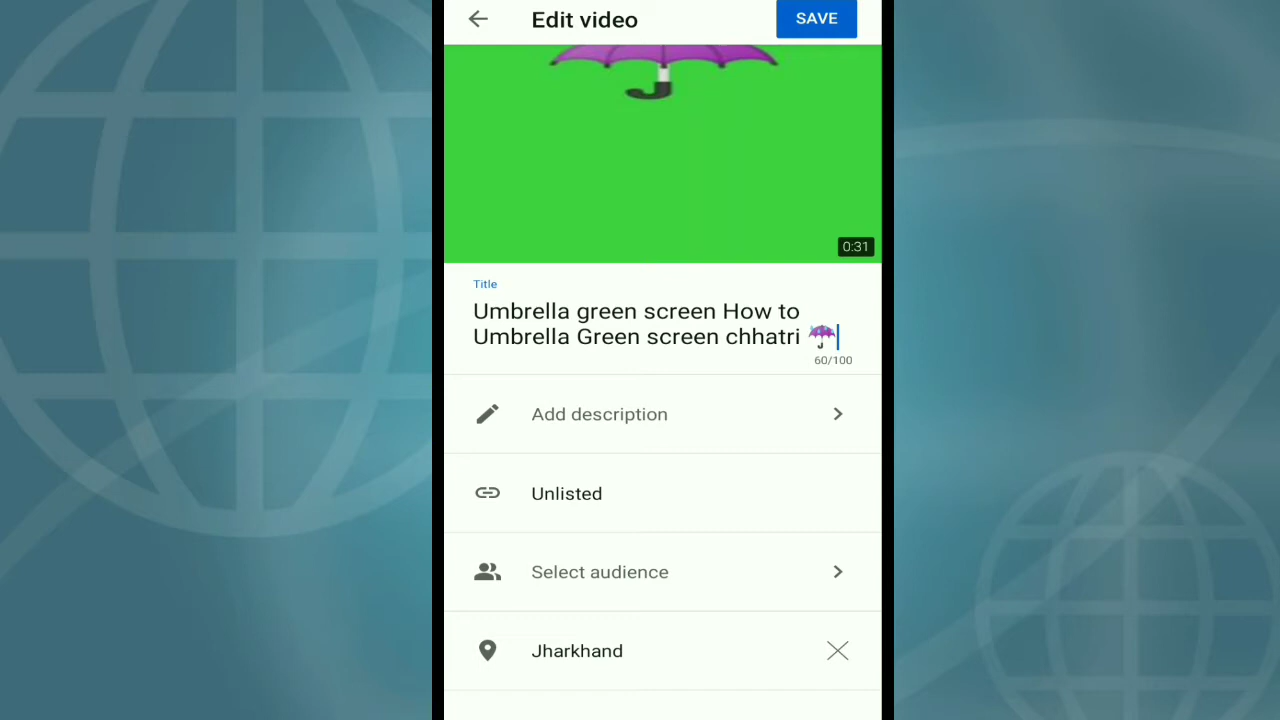 Edit video
SAVE
0:31
Title
Umbrella green screen How to
Umbrella Green screen chhatri ☔
60/100
Add description
Unlisted
Select audience
Jharkhand